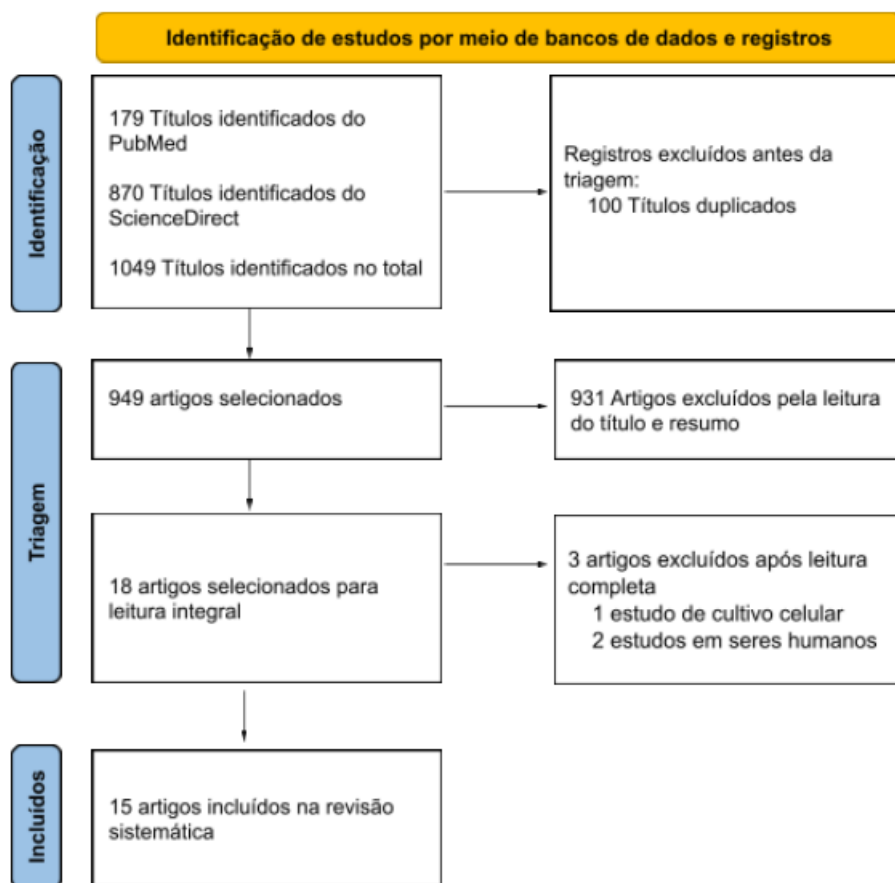 Identificação de estudos por meio de bancos de dados e registros
Identificação
179 Títulos identificados do
PubMed
870 Títulos identificados do
ScienceDirect
1049 Títulos identificados no total
Registros excluídos antes da
triagem:
100 Títulos duplicados
Triagem
949 artigos selecionados
931 Artigos excluídos pela leitura
do título e resumo
18 artigos selecionados para
leitura integral
3 artigos excluídos após leitura
completa
1 estudo de cultivo celular
2 estudos em seres humanos
Incluídos
15 artigos incluídos na revisão
sistemática